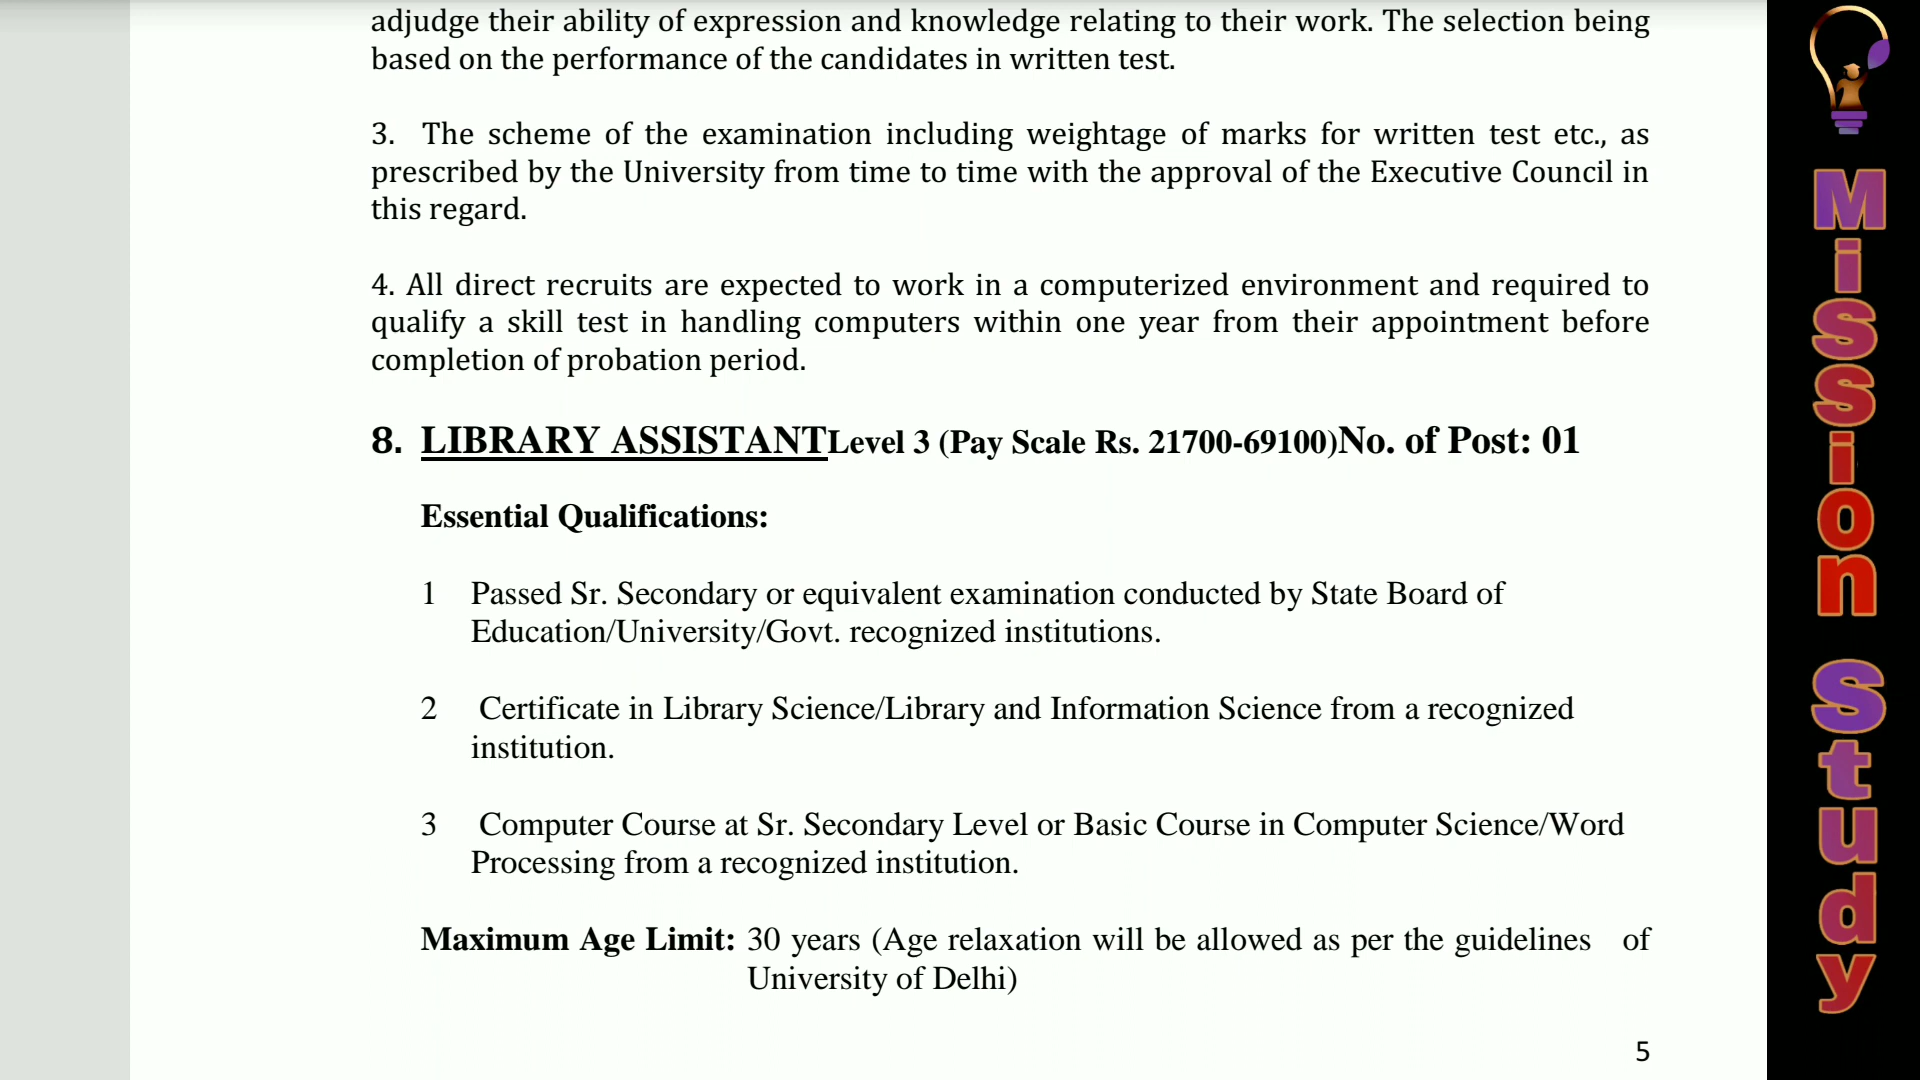 adjudge their ability of expression and knowledge relating to their work. The selection being
based on the performance of the candidates in written test.
3. The scheme of the examination including weightage of marks for written test etc., as
prescribed by the University from time to time with the approval of the Executive Council in
this regard.
4. All direct recruits are expected to work in a computerized environment and required to
qualify a skill test in handling computers within one year from their appointment before
completion of probation period.
8. LIBRARY ASSISTANTLevel 3 (Pay Scale Rs. 21700-69100)No. of Post: 01
Essential Qualifications:
1 Passed Sr. Secondary or equivalent examination conducted by State Board of
Education/University/Govt. recognized institutions.
2 Certificate in Library Science/Library and Information Science from a recognized
institution.
3 Computer Course at Sr. Secondary Level or Basic Course in Computer Science/Word
Processing from a recognized institution.
Maximum Age Limit: 30 years (Age relaxation will be allowed as per the guidelines of
University of Delhi)
5
Mission Study